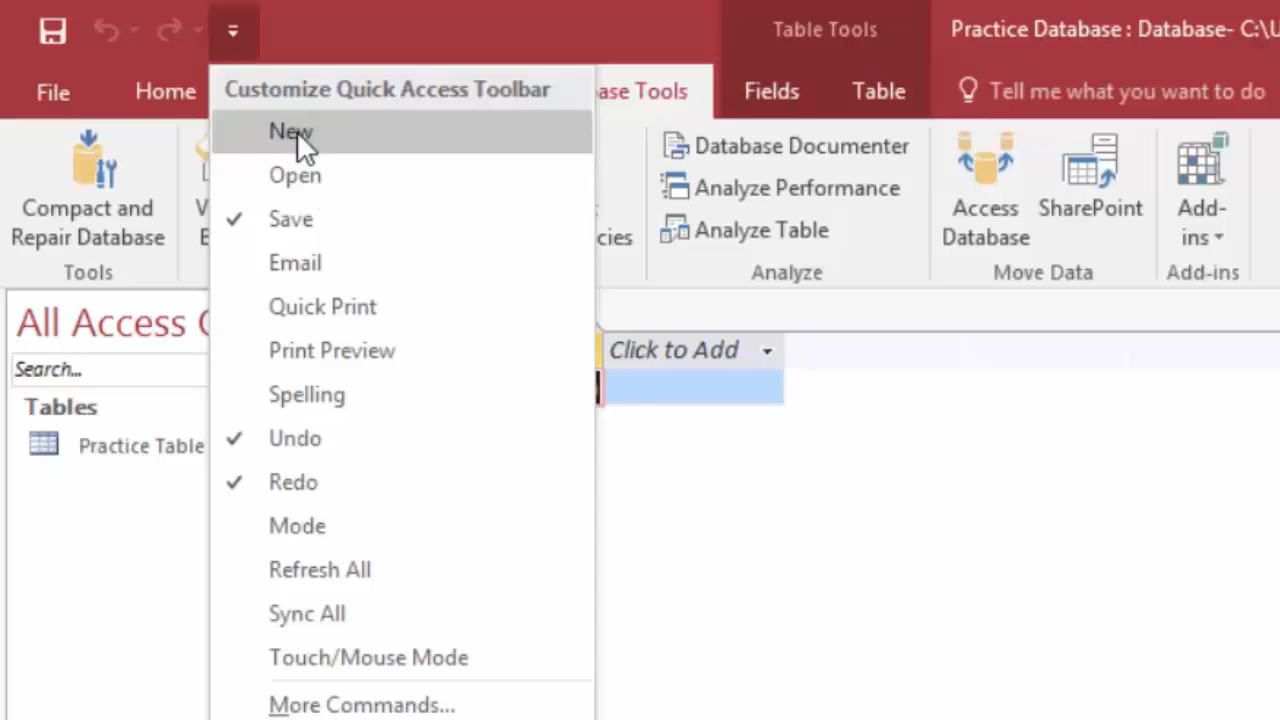 Table Tools
Practice Database : Database- C:\U
File
Home
ase Tools
Fields
Table
Tell me what you want to do
Customize Quick Access Toolbar
New
Open
Save
Email
Quick Print
Print Preview
Spelling
Undo
Redo
Mode
Refresh All
Sync All
Touch/Mouse Mode
More Commands...
Compact and
Repair Database
Tools
cies
Database Documenter
Analyze Performance
Analyze Table
Analyze
Access
Database
SharePoint
Move Data
Add-
ins
Add-ins
All Access
Search...
Tables
Practice Table
Click to Add